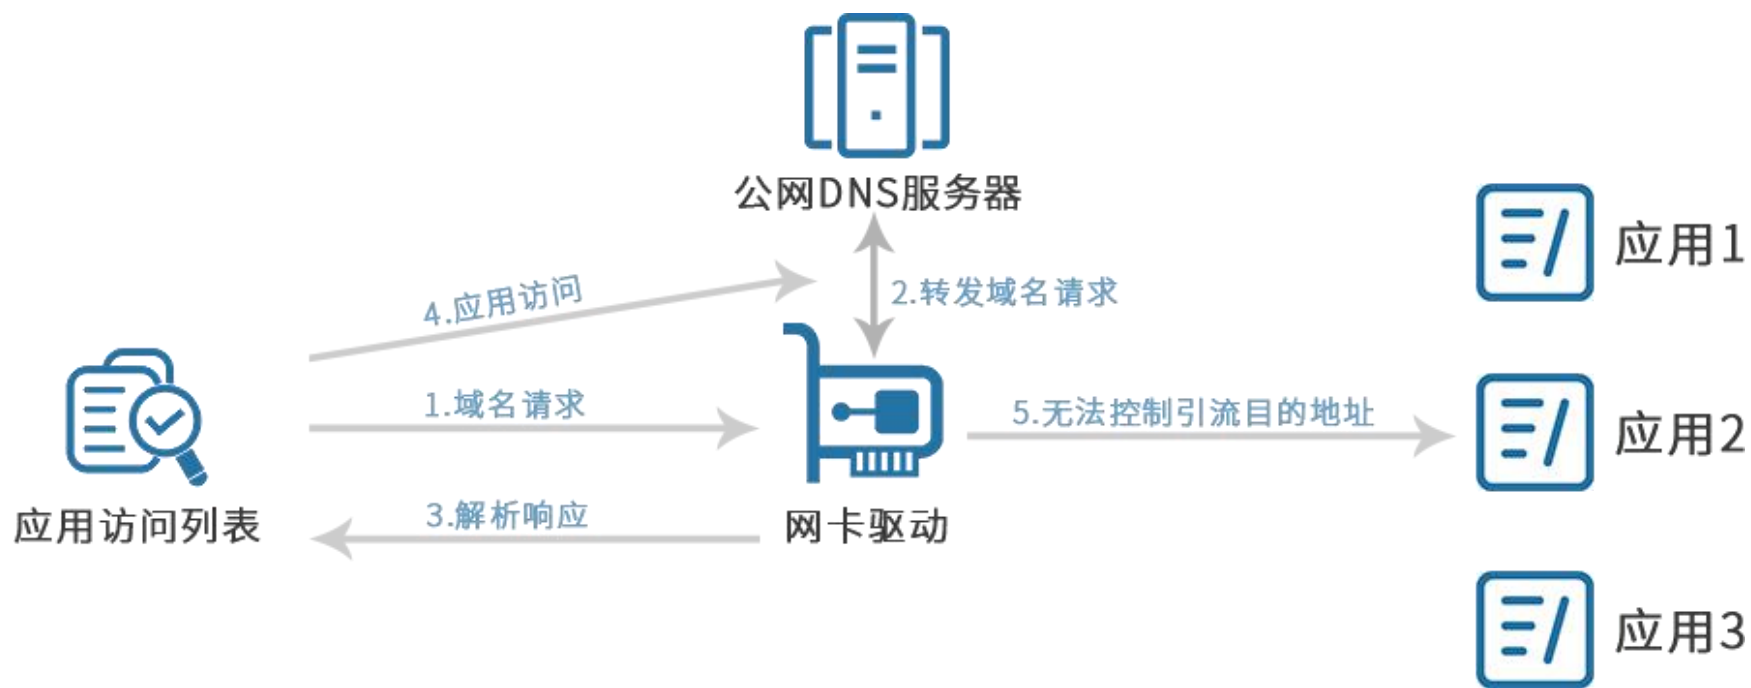 公网DNS服务器
应用1
4.应用访问
2.转发域名请求
1.域名请求
5.无法控制引流目的地址
应用2
应用访问列表
3.解析响应
网卡驱动
应用3